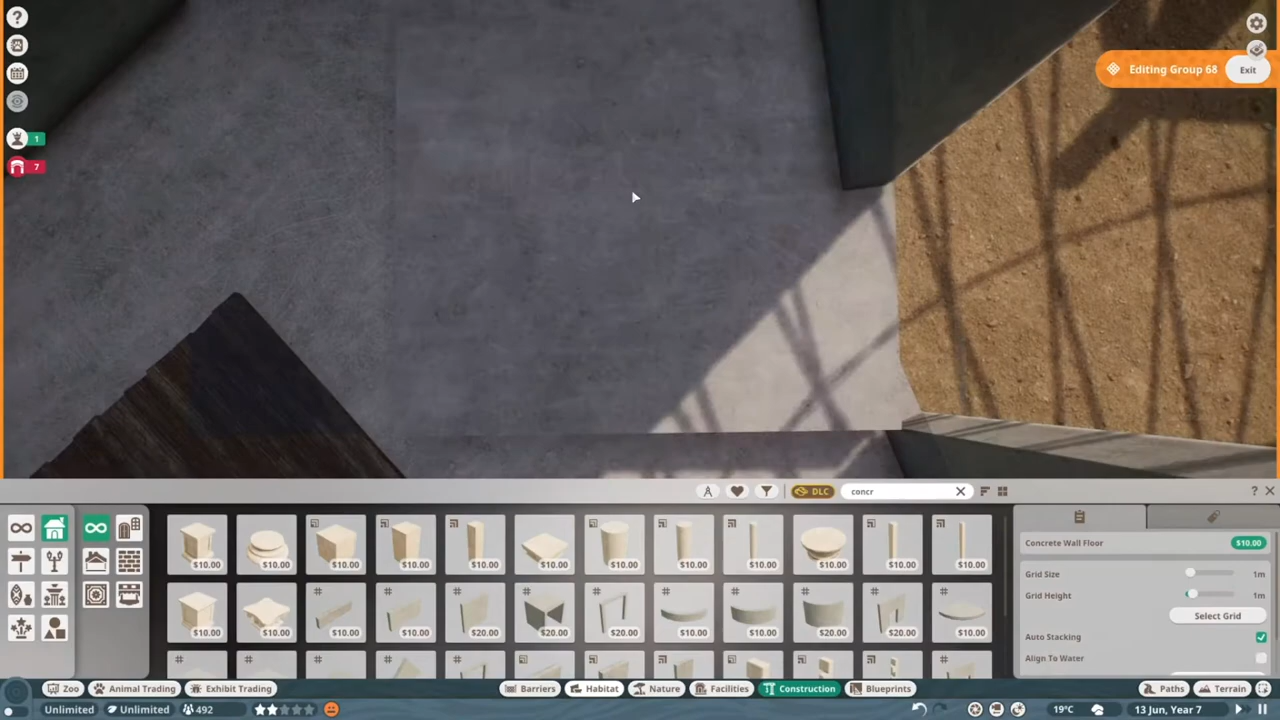 ?
Editing Group 68 Exit
1
7
DLC concr ?
$10.00 $10.00 $10.00 $10.00 $10.00 $10.00 $10.00 $10.00 $10.00 $10.00 $10.00 $10.00
$10.00 $10.00 $10.00 $10.00 $20.00 $20.00 $10.00 $10.00 $10.00 $20.00 $20.00 $10.00
Concrete Wall Floor $10.00
Grid Size 1m
Grid Height 1m
Select Grid
Auto Stacking
Align To Water
Zoo Animal Trading Exhibit Trading Barriers Habitat Nature Facilities Construction Blueprints Paths Terrain
Unlimited Unlimited 492 19°C 13 Jun, Year 7